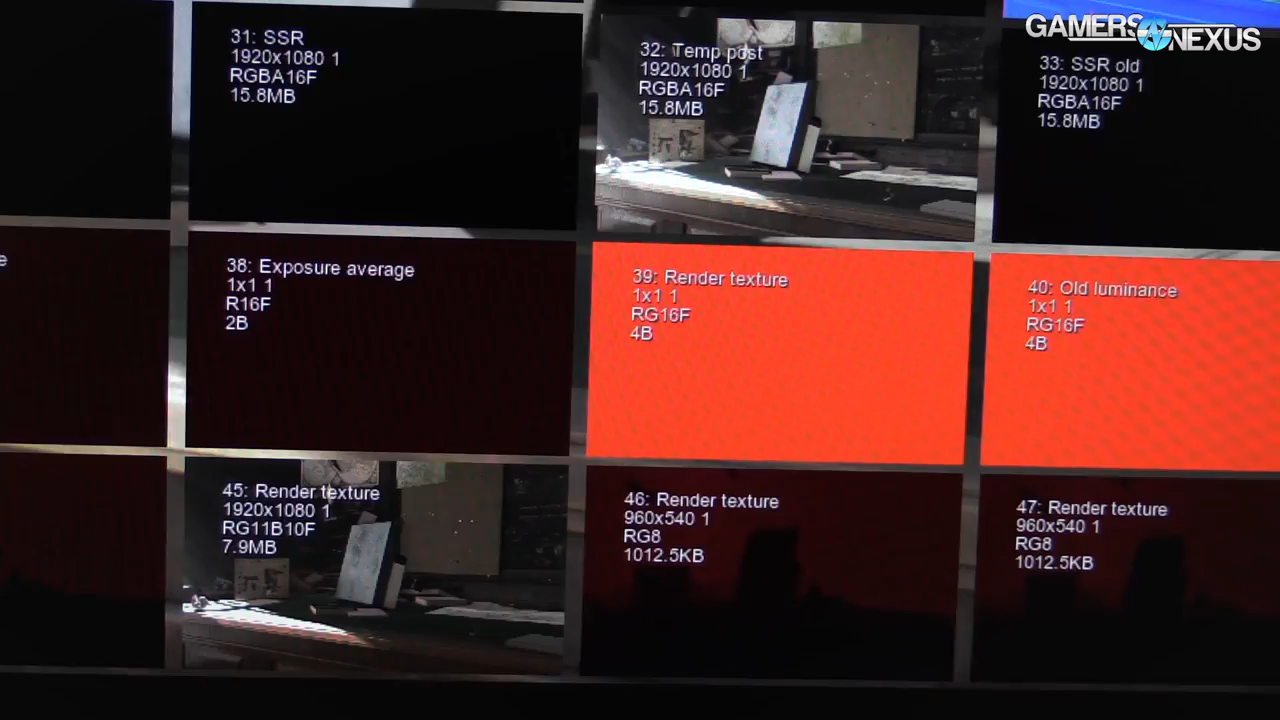 GAMERS NEXUS
31: SSR
1920x1080 1
RGBA16F
15.8MB
32: Temp post
1920x1080 1
RGBA16F
15.8MB
33: SSR old
1920x1080 1
RGBA16F
15.8MB
e
38: Exposure average
1x1 1
R16F
2B
39: Render texture
1x1 1
RG16F
4B
40: Old luminance
1x1 1
RG16F
4B
45: Render texture
1920x1080 1
RG11B10F
7.9MB
46: Render texture
960x540 1
RG8
1012.5KB
47: Render texture
960x540 1
RG8
1012.5KB